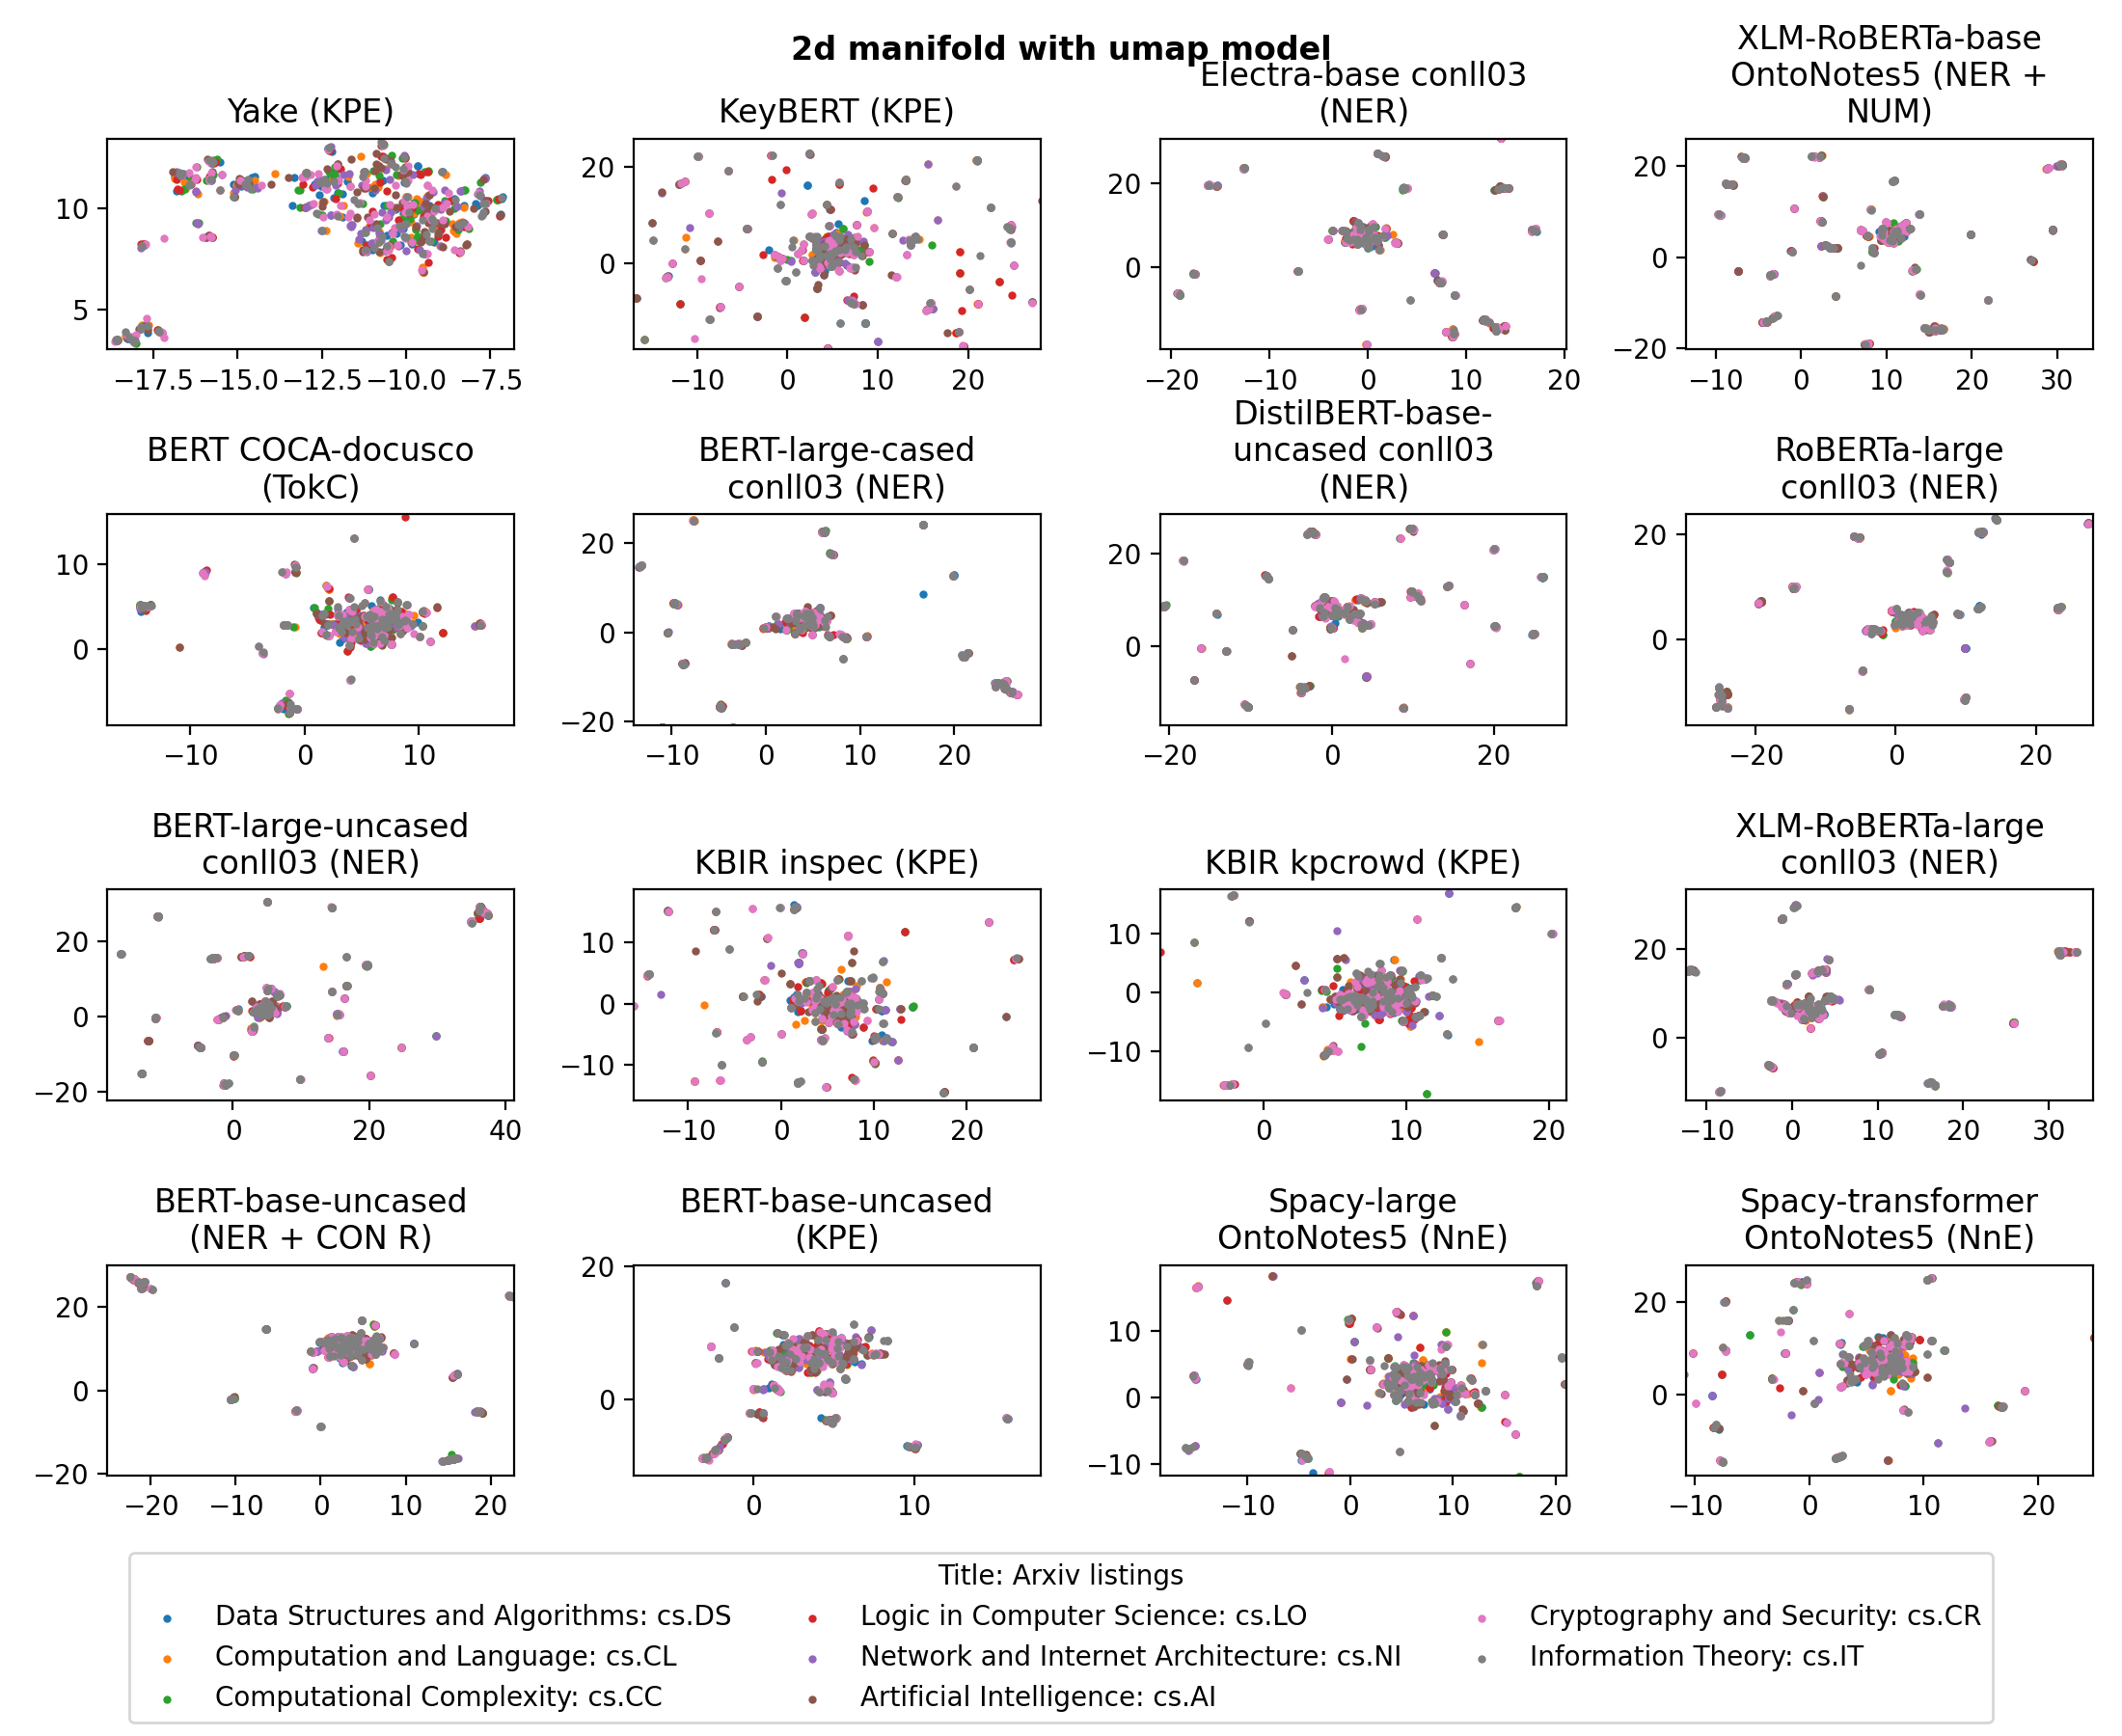 2d manifold with umap model
Yake (KPE)
10
5
−17.5 −15.0 −12.5 −10.0 −7.5
KeyBERT (KPE)
20
0
−10 0 10 20
Electra-base conll03
(NER)
20
0
−20 −10 0 10 20
XLM-RoBERTa-base
OntoNotes5 (NER +
NUM)
20
0
−20
−10 0 10 20 30
BERT COCA-docusco
(TokC)
10
0
−10 0 10
BERT-large-cased
conll03 (NER)
20
0
−20
−10 0 10 20
DistilBERT-base-
uncased conll03
(NER)
20
0
−20 0 20
RoBERTa-large
conll03 (NER)
20
0
−20 0 20
BERT-large-uncased
conll03 (NER)
20
0
−20
0 20 40
KBIR inspec (KPE)
10
0
−10
−10 0 10 20
KBIR kpcrowd (KPE)
10
0
−10
0 10 20
XLM-RoBERTa-large
conll03 (NER)
20
0
−10 0 10 20 30
BERT-base-uncased
(NER + CON R)
20
0
−20
−20 −10 0 10 20
BERT-base-uncased
(KPE)
20
0
0 10
Spacy-large
OntoNotes5 (NnE)
10
0
−10
−10 0 10 20
Spacy-transformer
OntoNotes5 (NnE)
20
0
−10 0 10 20
Title: Arxiv listings
Data Structures and Algorithms: cs.DS
Computation and Language: cs.CL
Computational Complexity: cs.CC
Logic in Computer Science: cs.LO
Network and Internet Architecture: cs.NI
Artificial Intelligence: cs.AI
Cryptography and Security: cs.CR
Information Theory: cs.IT